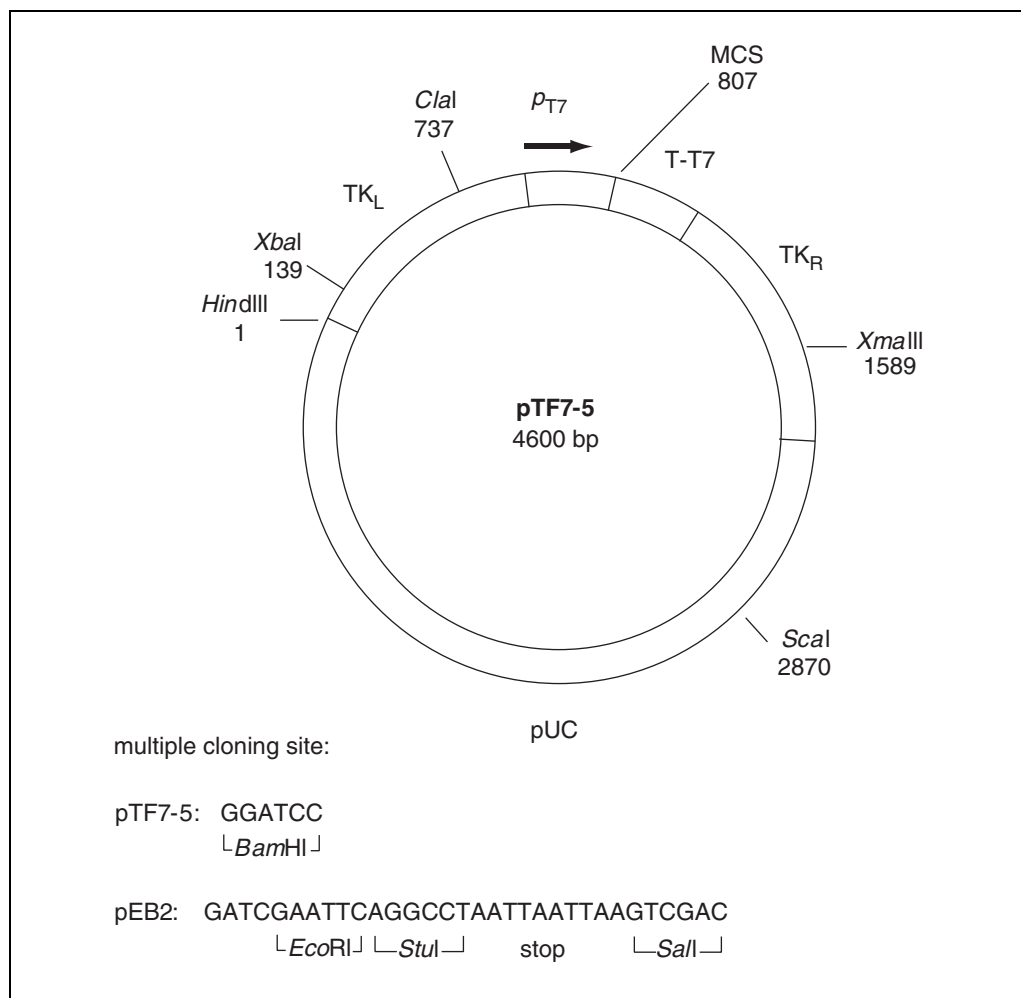 MCS
807
ClaI
737
pT7
T-T7
TKL
TKR
XbaI
139
HindIII
1
XmaIII
1589
pTF7-5
4600 bp
ScaI
2870
pUC
multiple cloning site:
pTF7-5: GGATCC
BamHI
pEB2: GATCGAATTCAGGCCTAATTAATTAAGTCGAC
EcoRI StuI stop SalI